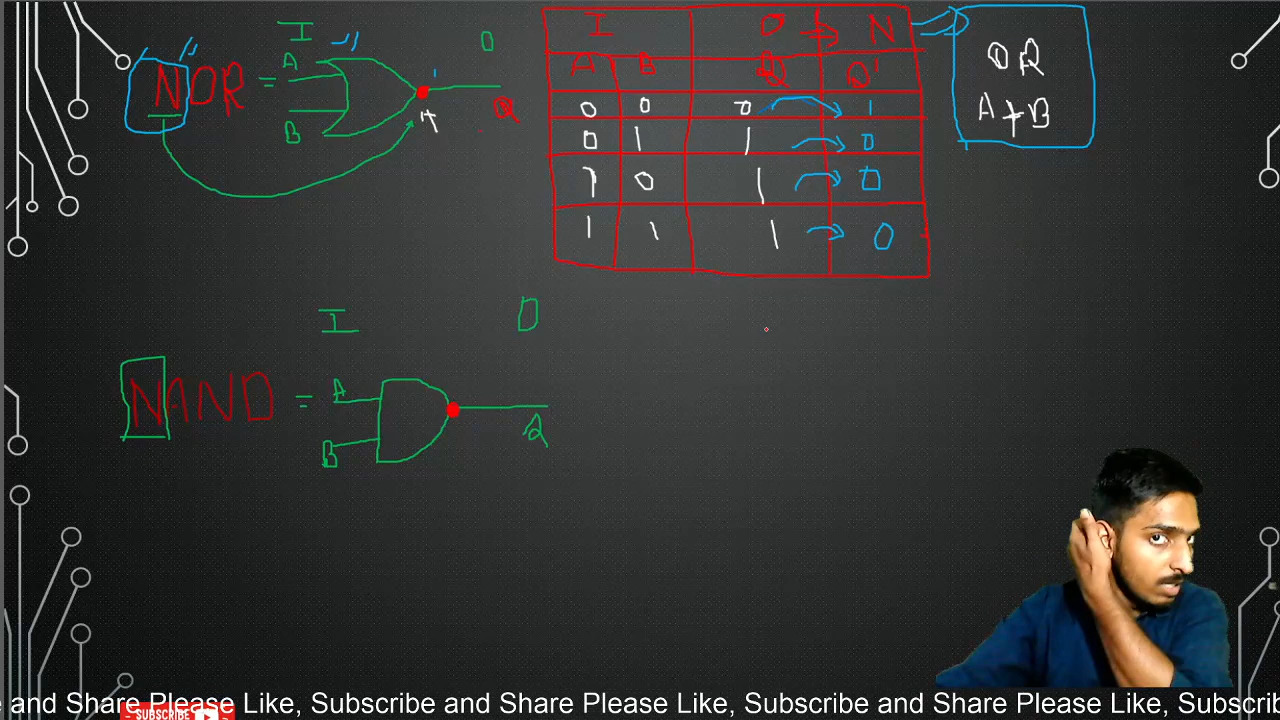 I
O
NOR =
A
B
Q
I O N
A B Q Q'
0 0 0 1
0 1 1 0
1 0 1 0
1 1 1 0
OR
A+B
I
O
NAND =
A
B
Q
e and Share Please Like, Subscribe and Share Please Like, Subscribe and Share Please Like, Subscrib
SUBSCRIBE